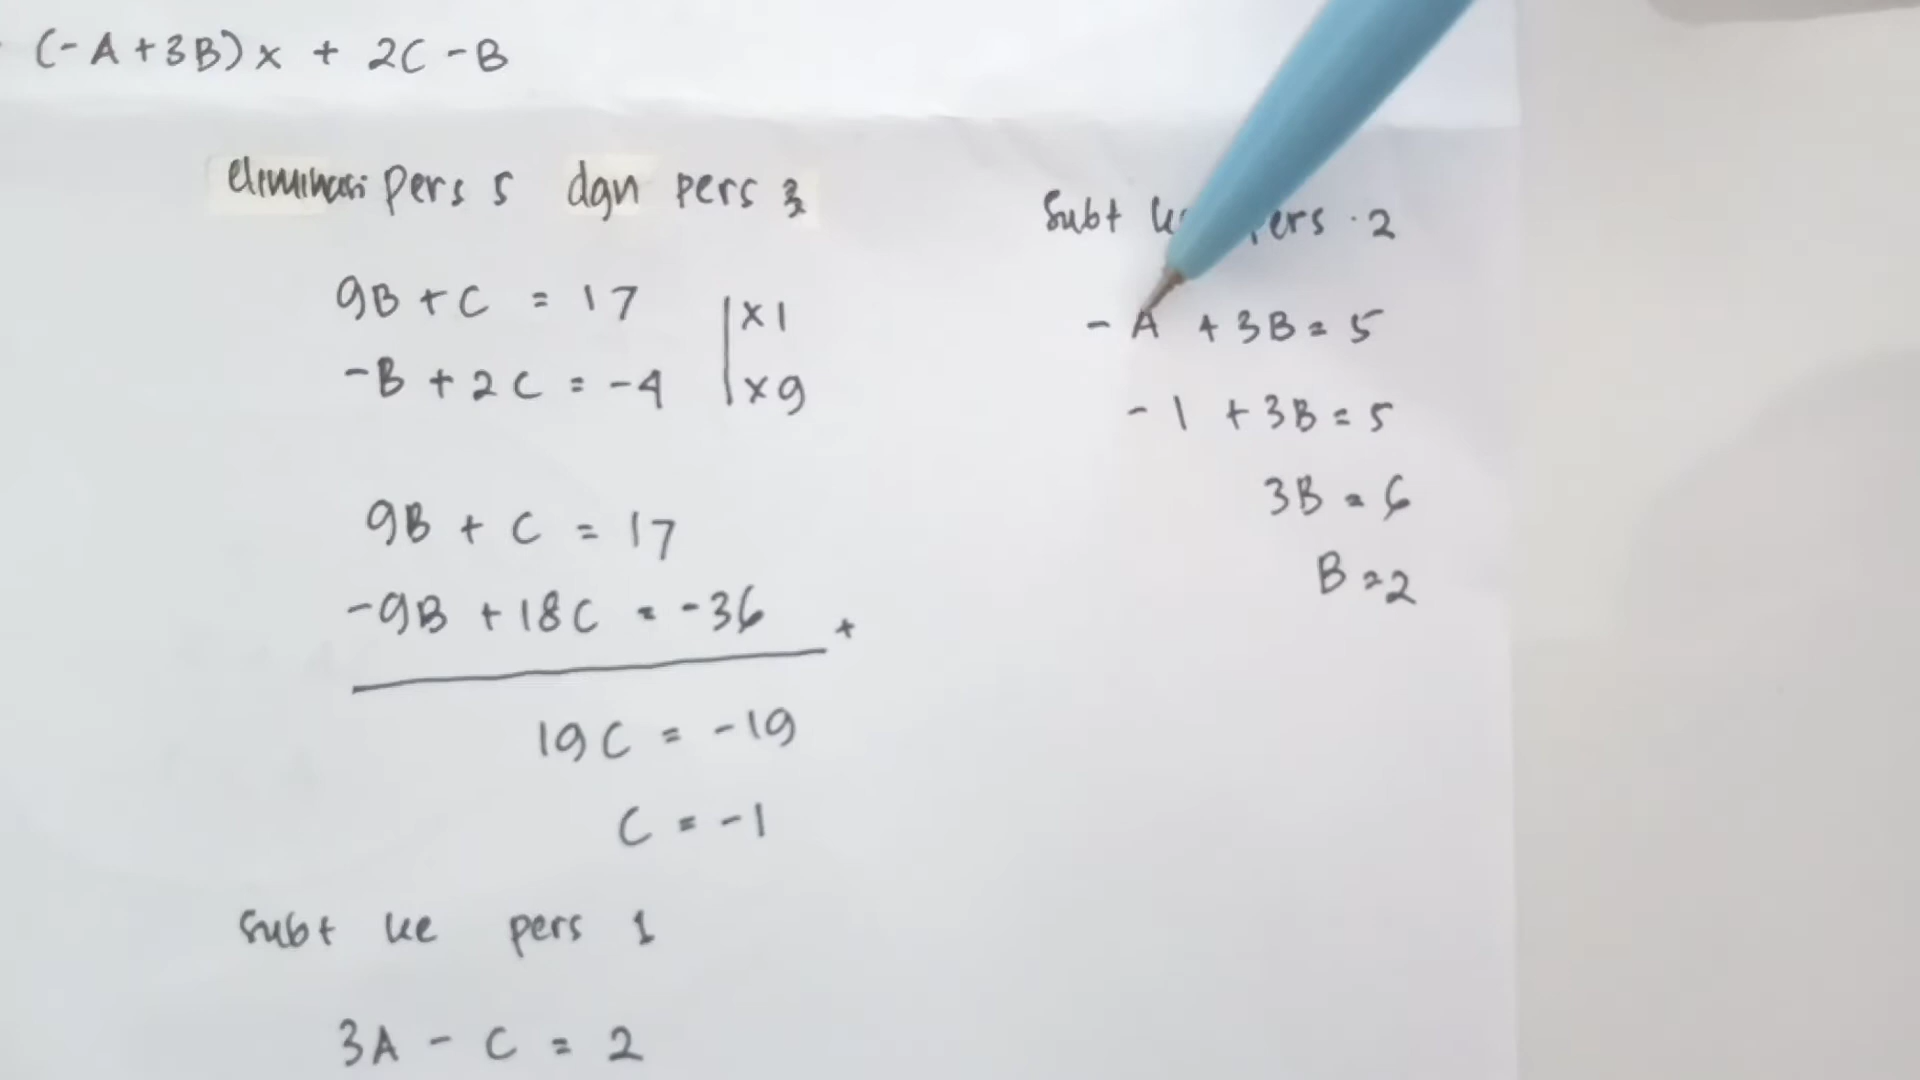 (-A+3B)x + 2C -B
eliminasi pers 5 dgn pers 3
9B + C = 17 | x1
-B + 2C = -4 | x9
9B + C = 17
-9B + 18C = -36 +
19C = -19
C = -1
Subt ke pers 1
3A - C = 2
Subt pers. 2
-A + 3B = 5
-1 + 3B = 5
3B = 6
B = 2